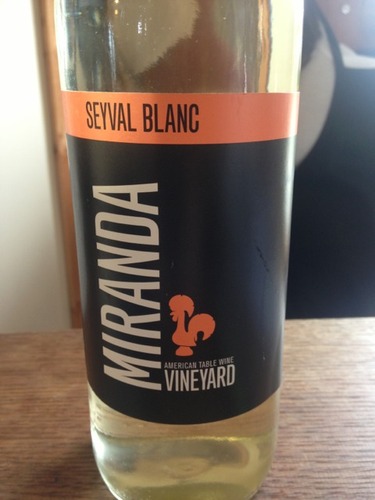 SEYVAL BLANC
MIRANDA
AMERICAN TABLE WINE
VINEYARD